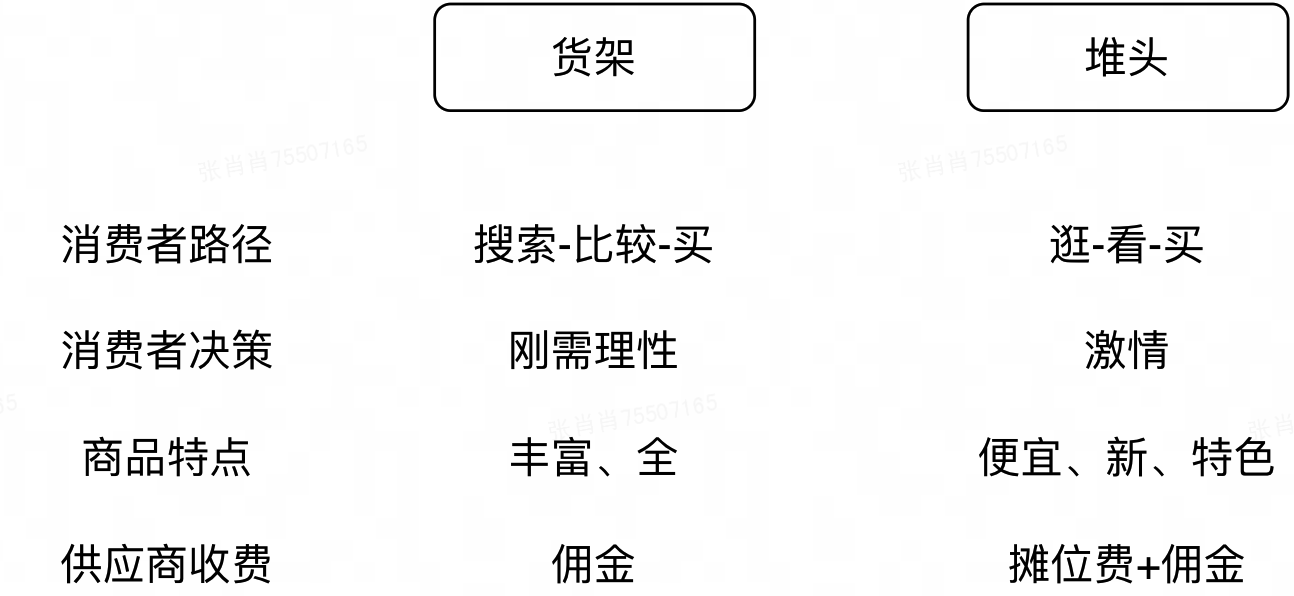 货架 堆头
张肖肖75507165 张肖肖75507165
消费者路径 搜索-比较-买 逛-看-买
消费者决策 刚需理性 激情
65 张肖肖75507165 张肖
商品特点 丰富、全 便宜、新、特色
供应商收费 佣金 摊位费+佣金